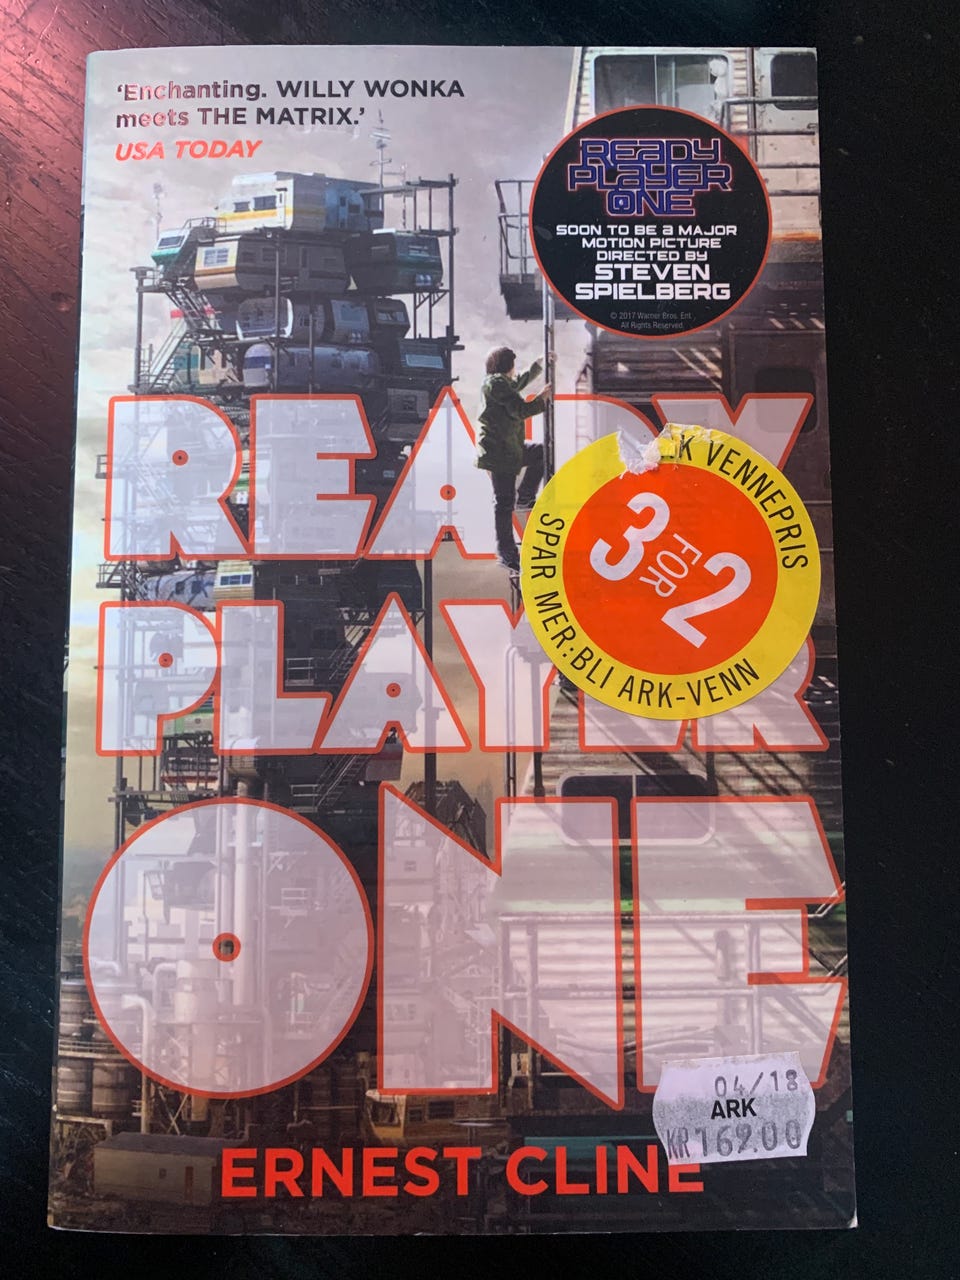 'Enchanting. WILLY WONKA
meets THE MATRIX.'
USA TODAY
READY
PLAYER
ONE
SOON TO BE a MAJOR
MOTION PICTURE
DIRECTED BY
STEVEN
SPIELBERG
© 2017 Warner Bros. Ent.
All Rights Reserved.
READY
PLAYER
ONE
K VENNEPRIS
3 FOR 2
SPAR MER: BLI ARK-VENN
04/18
ARK
KR 169.00
ERNEST CLINE